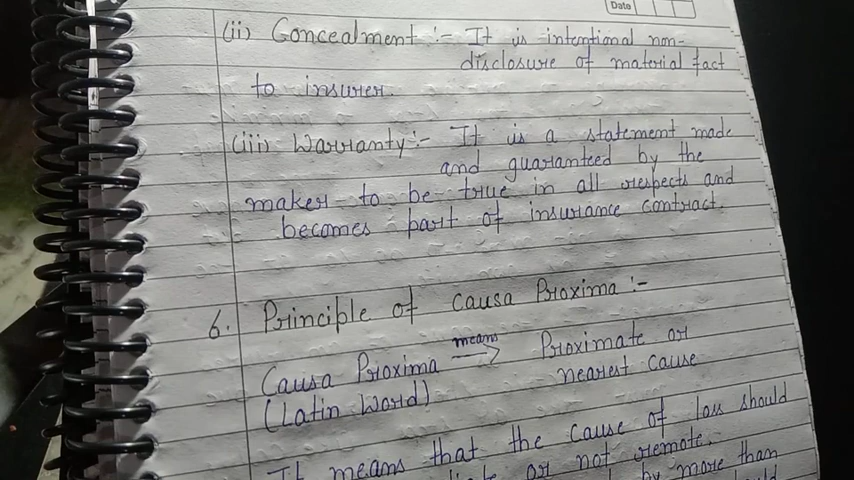 Date
(ii) Concealment :- It is intentional non-
disclosure of material fact
to insurer.
(iii) Warranty :- It is a statement made
and guaranteed by the
maker to be true in all respects and
becomes part of insurance contract.
6. Principle of Causa Proxima :-
Causa Proxima means → Proximate or
(Latin Word) nearest cause
It means that the cause of loss should
or not remote.
by more than